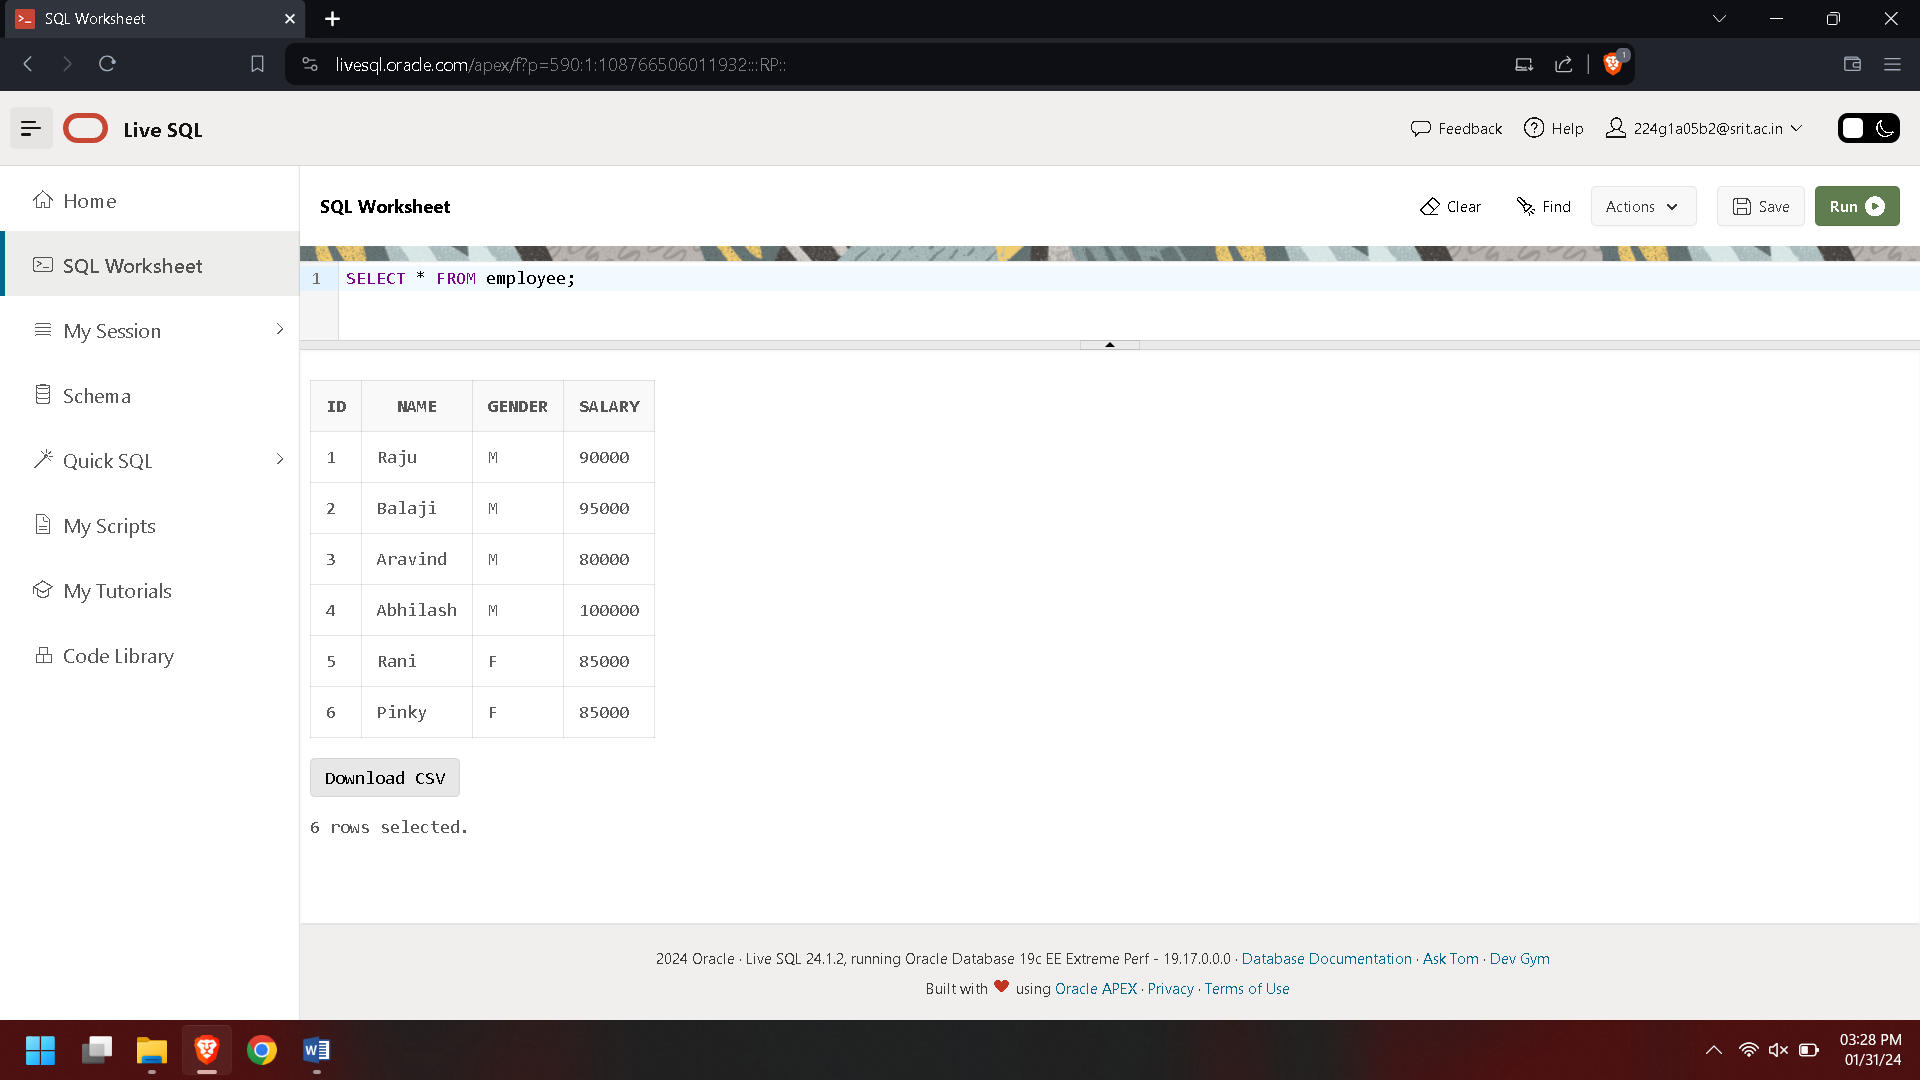 SQL Worksheet
livesql.oracle.com/apex/f?p=590:1:108766506011932:::RP::
1
Live SQL
Feedback
Help
224g1a05b2@srit.ac.in
Home
SQL Worksheet
My Session
Schema
Quick SQL
My Scripts
My Tutorials
Code Library
SQL Worksheet
Clear
Find
Actions
Save
Run
1 SELECT * FROM employee;
ID NAME GENDER SALARY
1 Raju M 90000
2 Balaji M 95000
3 Aravind M 80000
4 Abhilash M 100000
5 Rani F 85000
6 Pinky F 85000
Download CSV
6 rows selected.
2024 Oracle · Live SQL 24.1.2, running Oracle Database 19c EE Extreme Perf - 19.17.0.0.0 · Database Documentation · Ask Tom · Dev Gym
Built with ❤ using Oracle APEX · Privacy · Terms of Use
W
03:28 PM
01/31/24